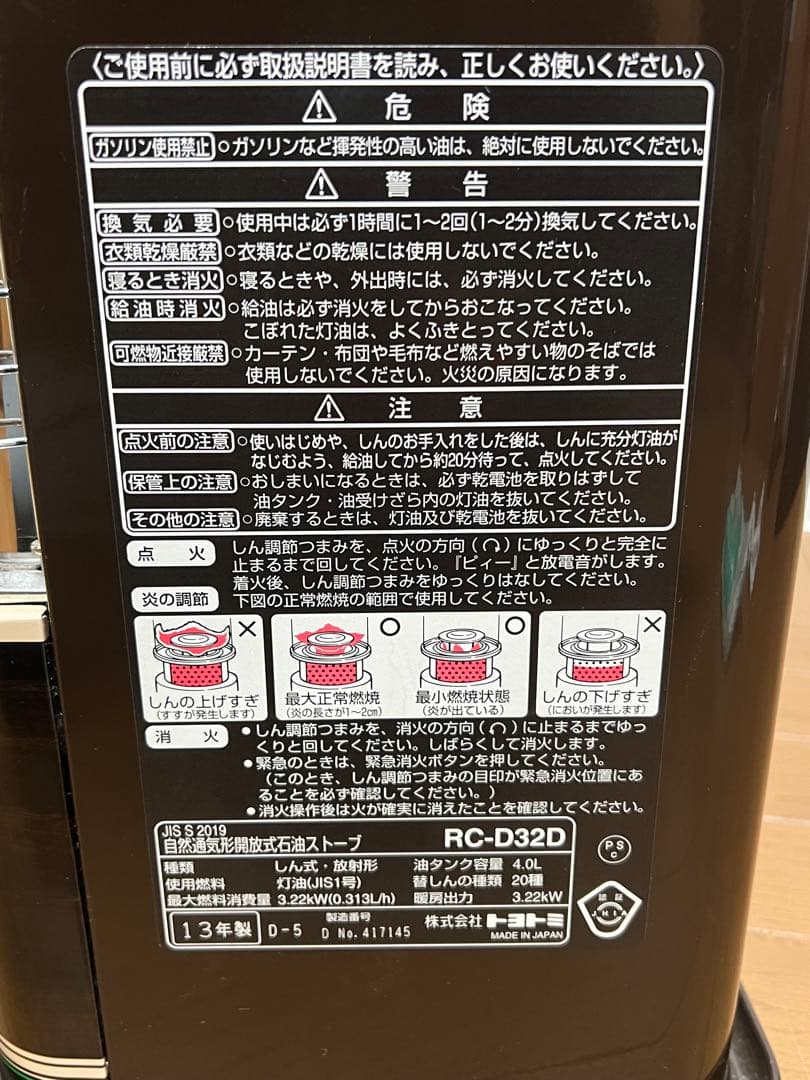 〈ご使用前に必ず取扱説明書を読み、正しくお使いください。〉
危険
ガソリン使用禁止 ○ガソリンなど揮発性の高い油は、絶対に使用しないでください。
警告
換気必要 ○使用中は必ず1時間に1〜2回(1〜2分)換気してください。
衣類乾燥厳禁 ○衣類などの乾燥には使用しないでください。
寝るとき消火 ○寝るときや、外出時には、必ず消火してください。
給油時消火 ○給油は必ず消火をしてからおこなってください。
こぼれた灯油は、よくふきとってください。
可燃物近接厳禁 ○カーテン・布団や毛布など燃えやすい物のそばでは
使用しないでください。火災の原因になります。
注意
点火前の注意 ○使いはじめや、しんのお手入れをした後は、しんに充分灯油が
なじむよう、給油してから約20分待って、点火してください。
保管上の注意 ○おしまいになるときは、必ず乾電池を取りはずして
油タンク・油受けざら内の灯油を抜いてください。
その他の注意 ○廃棄するときは、灯油及び乾電池を抜いてください。
点火 しん調節つまみを、点火の方向(↷)にゆっくりと完全に
止まるまで回してください。『ピィー』と放電音がします。
着火後、しん調節つまみをゆっくりはなしてください。
炎の調節 下図の正常燃焼の範囲で使用してください。
× ○ ○ ×
しんの上げすぎ 最大正常燃焼 最小燃焼状態 しんの下げすぎ
(すすが発生します) (炎の長さが1〜2cm) (炎が出ている) (においが発生します)
消火 ●しん調節つまみを、消火の方向(↶)に止まるまでゆっ
くりと回してください。しばらくして消火します。
●緊急のときは、緊急消火ボタンを押してください。
(このとき、しん調節つまみの目印が緊急消火位置にあ
ることを必ず確認してください。)
●消火操作後は火が確実に消えたことを確認してください。
JIS S 2019
自然通気形開放式石油ストーブ RC-D32D
種類 しん式・放射形 油タンク容量 4.0L
使用燃料 灯油(JIS1号) 替しんの種類 20種
最大燃料消費量 3.22kW(0.313L/h) 暖房出力 3.22kW
13年製 D-5 製造番号 D No.417145 株式会社トヨトミ
MADE IN JAPAN
PS
C
認証
JHIA